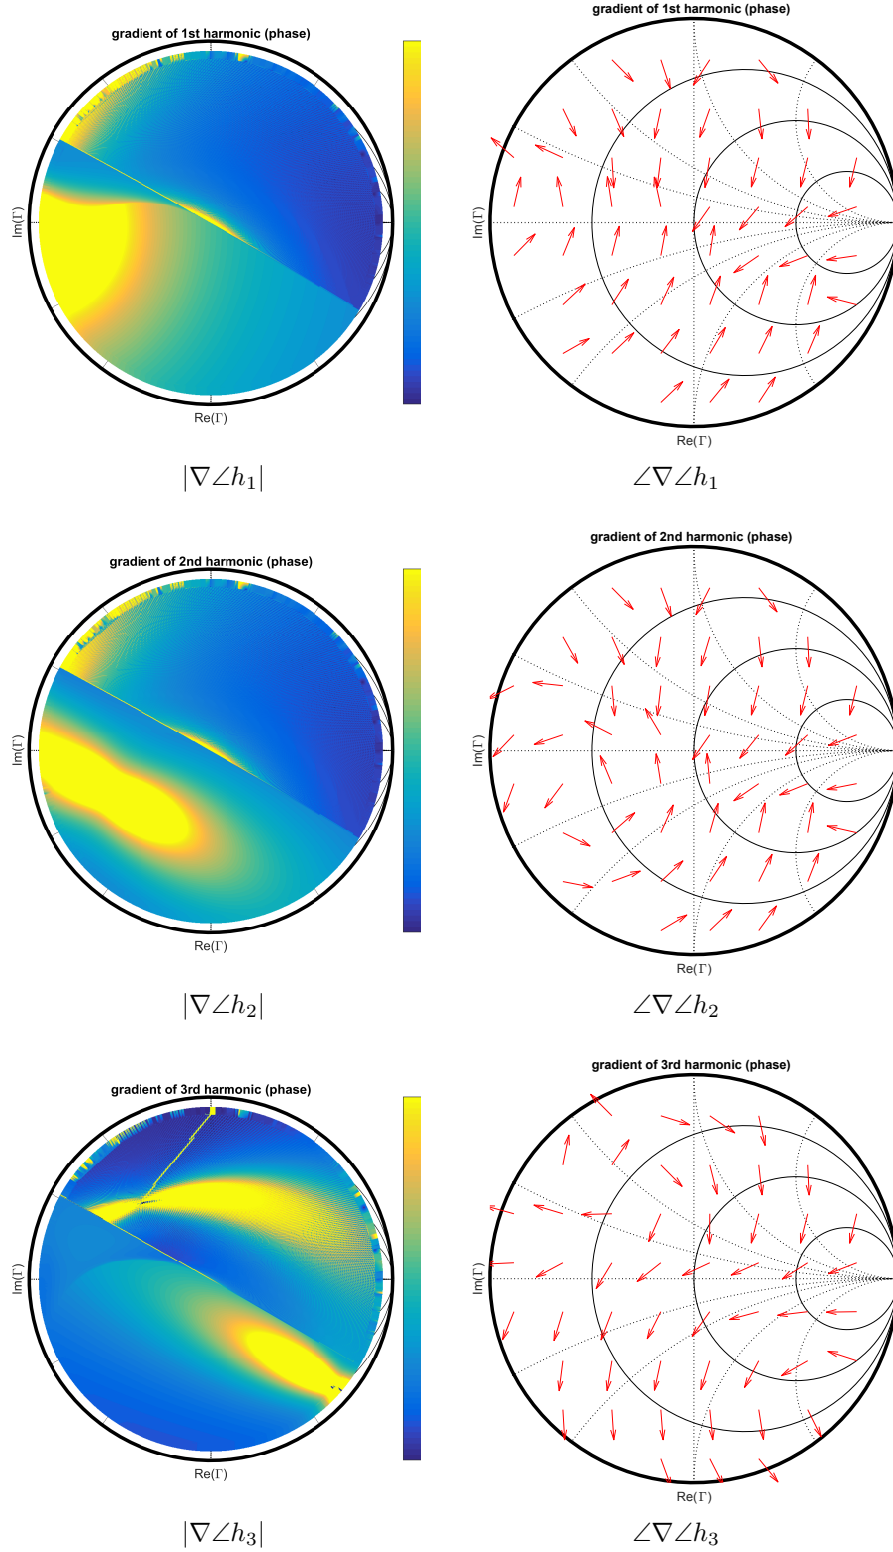 gradient of 1st harmonic (phase)
Im(Γ)
Re(Γ)
|∇∠h₁|
gradient of 1st harmonic (phase)
Im(Γ)
Re(Γ)
∠∇∠h₁
gradient of 2nd harmonic (phase)
Im(Γ)
Re(Γ)
|∇∠h₂|
gradient of 2nd harmonic (phase)
Im(Γ)
Re(Γ)
∠∇∠h₂
gradient of 3rd harmonic (phase)
Im(Γ)
Re(Γ)
|∇∠h₃|
gradient of 3rd harmonic (phase)
Im(Γ)
Re(Γ)
∠∇∠h₃